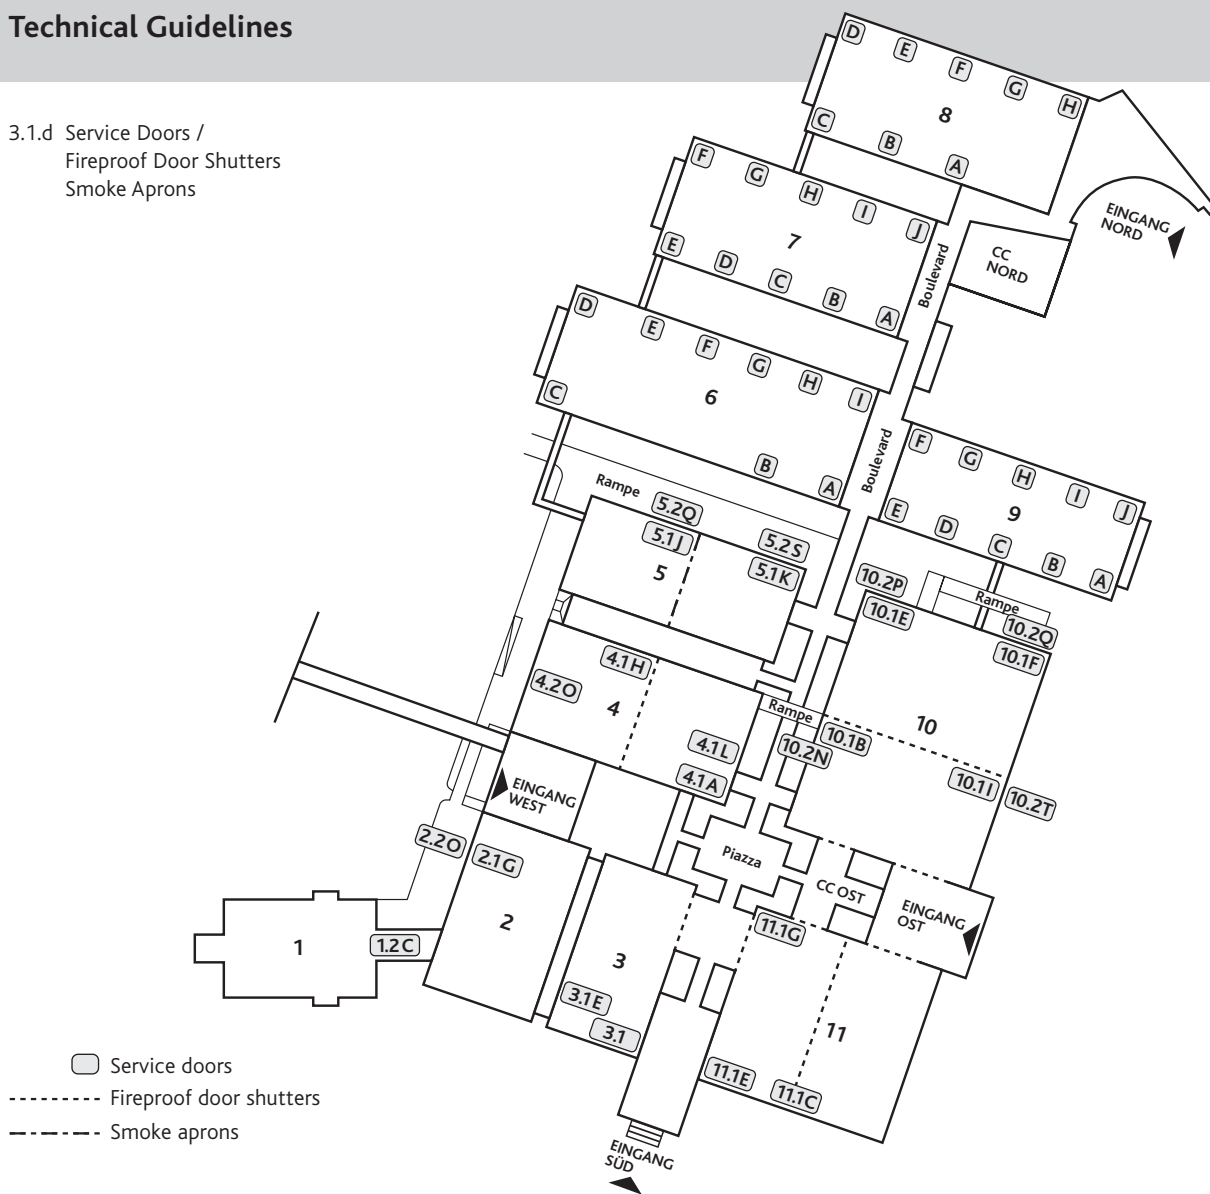 Technical Guidelines
3.1.d Service Doors /
Fireproof Door Shutters
Smoke Aprons
D
E
F
G
H
8
C
B
A
EINGANG
NORD
F
G
H
I
J
7
E
D
C
B
A
CC
NORD
Boulevard
D
E
F
G
H
I
6
C
B
A
Boulevard
F
G
H
I
J
9
E
D
C
B
A
Rampe
5.2Q
5.1J
5.2S
5.1K
5
10.2P
10.1E
Rampe
10.2Q
10.1F
4.1H
4.2O
4
4.1L
4.1A
Rampe
10.2N
10.1B
10
10.1I
10.2T
EINGANG
WEST
2.2O
2.1G
2
Piazza
CC OST
EINGANG
OST
1
1.2C
3
3.1E
3.1
11.1G
11
11.1E
11.1C
EINGANG
SÜD
Service doors
Fireproof door shutters
Smoke aprons